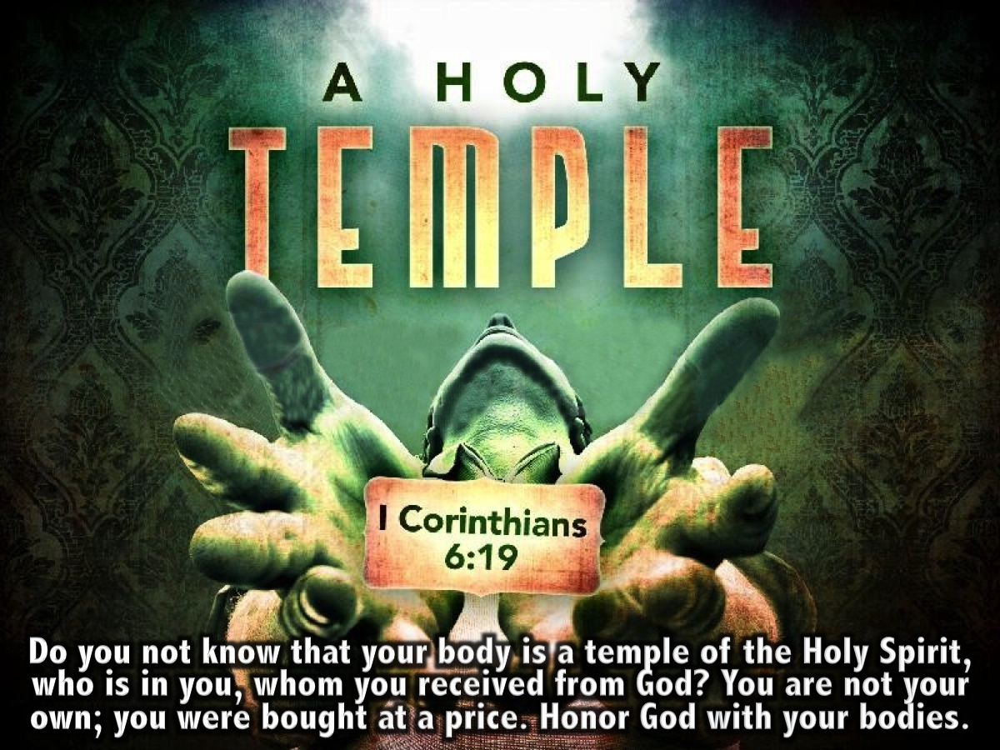 A HOLY
TEMPLE
I Corinthians
6:19
Do you not know that your body is a temple of the Holy Spirit,
who is in you, whom you received from God? You are not your
own; you were bought at a price. Honor God with your bodies.